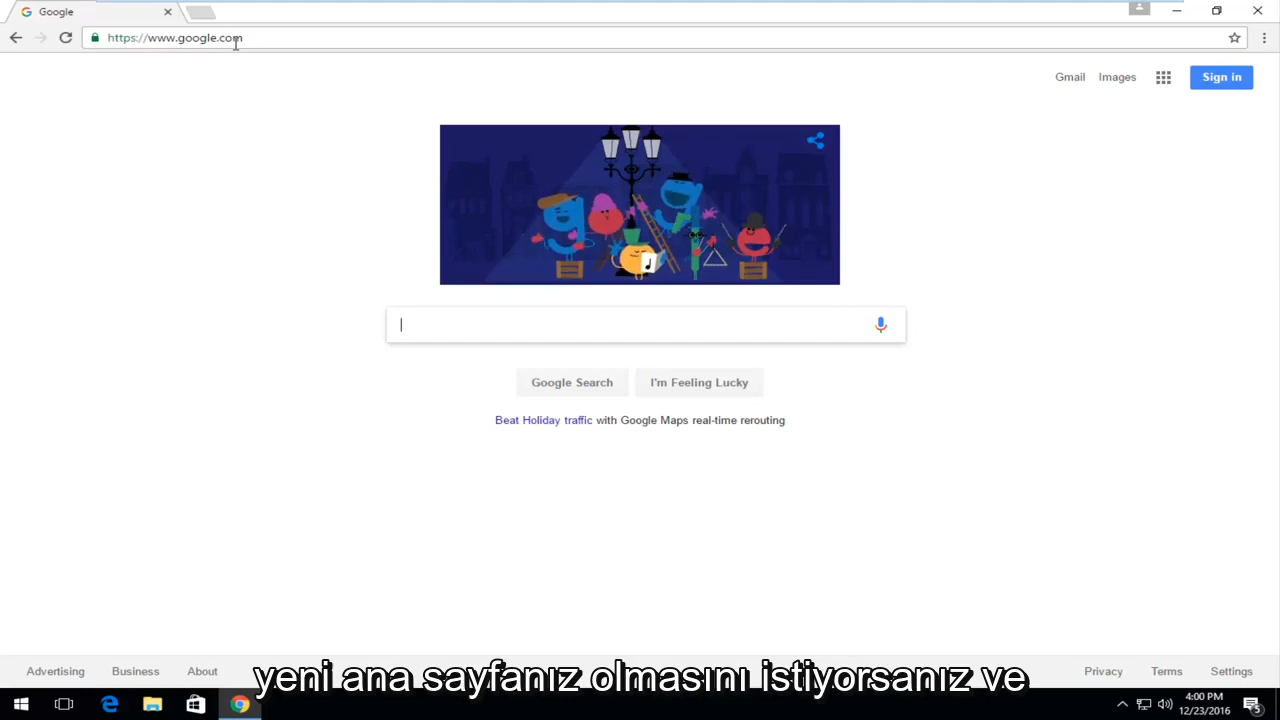 Google
https://www.google.com
Gmail Images Sign in
Google Search I'm Feeling Lucky
Beat Holiday traffic with Google Maps real-time rerouting
Advertising Business About Privacy Terms Settings
yeni ana sayfanız olmasını istiyorsanız ve
4:00 PM
12/23/2016
5